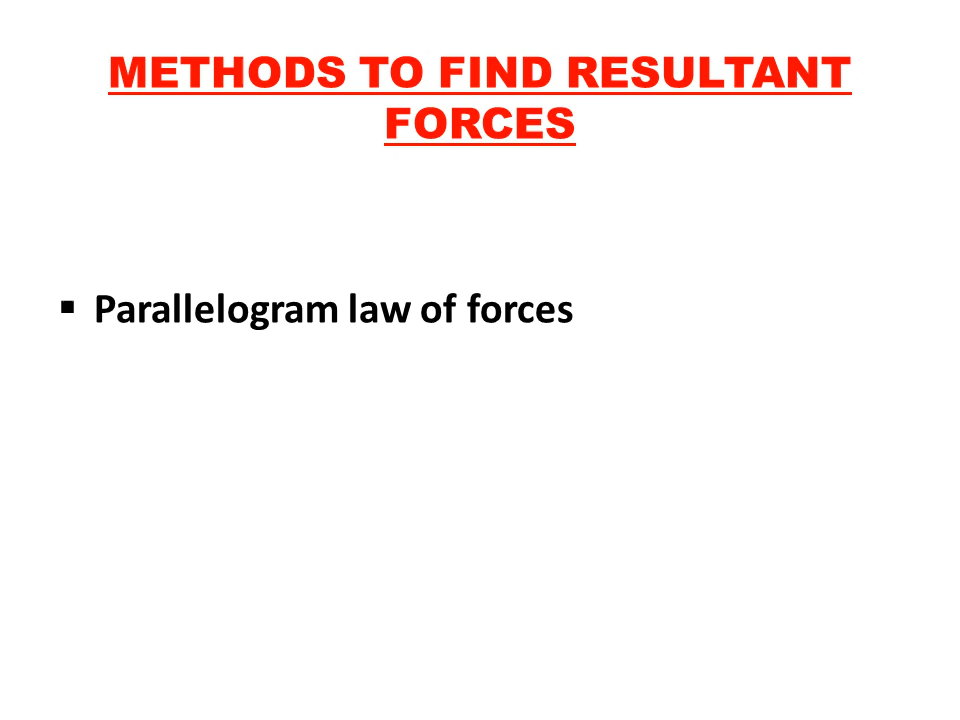 METHODS TO FIND RESULTANT
FORCES
▪ Parallelogram law of forces